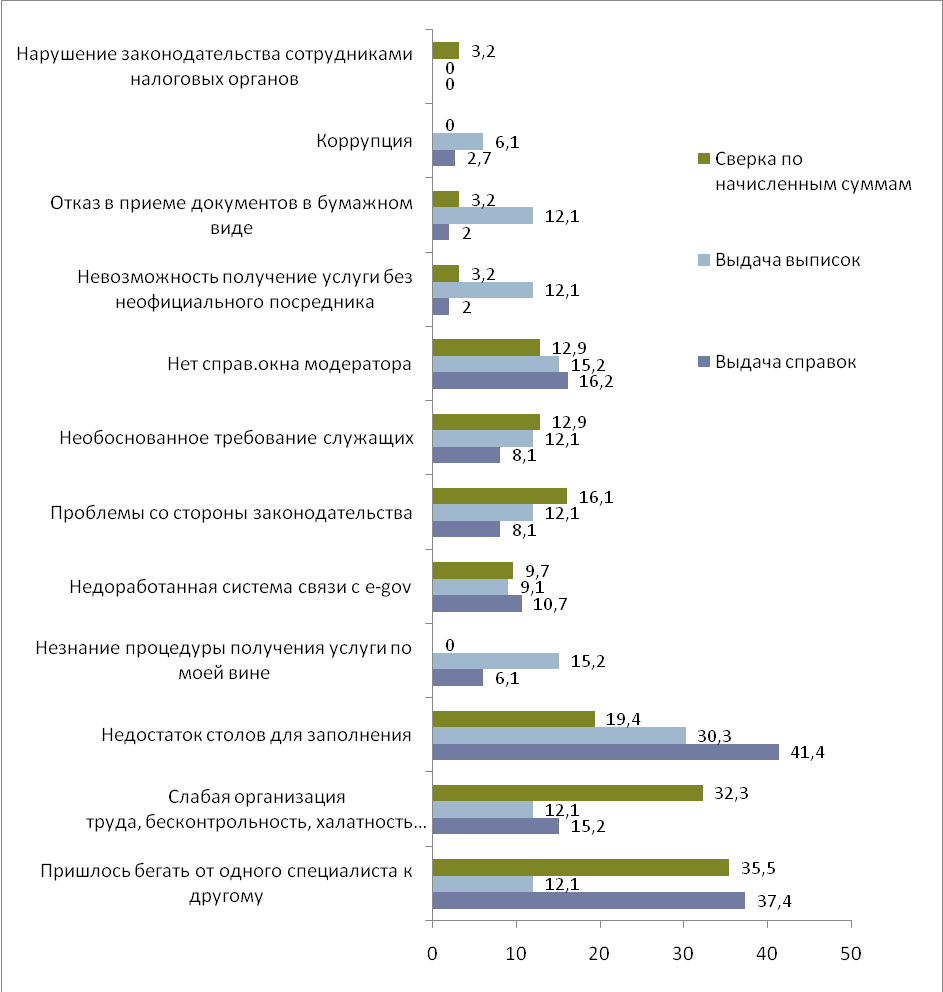 Нарушение законодательства сотрудниками
налоговых органов
3,2
0
0
Коррупция
0
6,1
2,7
Отказ в приеме документов в бумажном
виде
3,2
12,1
2
Невозможность получение услуги без
неофициального посредника
3,2
12,1
2
Нет справ.окна модератора
12,9
15,2
16,2
Необоснованное требование служащих
12,9
12,1
8,1
Проблемы со стороны законодательства
16,1
12,1
8,1
Недоработанная система связи с e-gov
9,7
9,1
10,7
Незнание процедуры получения услуги по
моей вине
0
15,2
6,1
Недостаток столов для заполнения
19,4
30,3
41,4
Слабая организация
труда, бесконтрольность, халатность...
32,3
12,1
15,2
Пришлось бегать от одного специалиста к
другому
35,5
12,1
37,4
0 10 20 30 40 50
Сверка по
начисленным суммам
Выдача выписок
Выдача справок